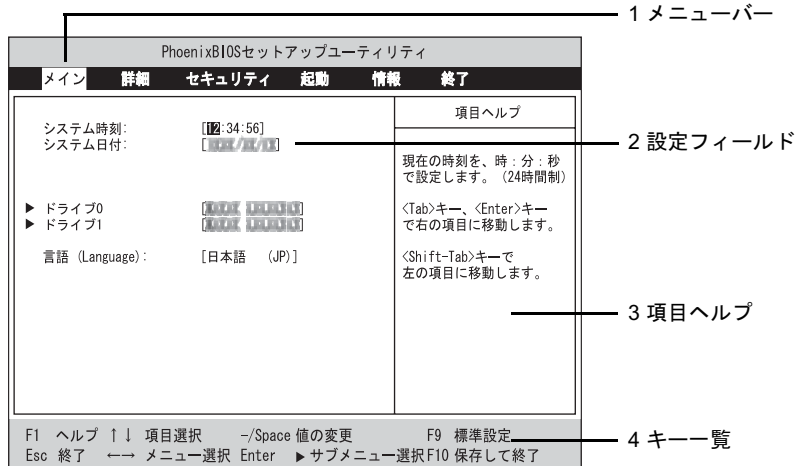 1 メニューバー
PhoenixBIOSセットアップユーティリティ
メイン 詳細 セキュリティ 起動 情報 終了
項目ヘルプ
システム時刻: [12:34:56]
システム日付:
2 設定フィールド
現在の時刻を、時:分:秒
で設定します。(24時間制)
▶ ドライブ0
▶ ドライブ1
<Tab>キー、<Enter>キー
で右の項目に移動します。
言語 (Language): [日本語 (JP)]
<Shift-Tab>キーで
左の項目に移動します。
3 項目ヘルプ
F1 ヘルプ ↑↓ 項目選択 -/Space 値の変更 F9 標準設定
Esc 終了 ←→ メニュー選択 Enter ▶ サブメニュー選択 F10 保存して終了
4 キー一覧